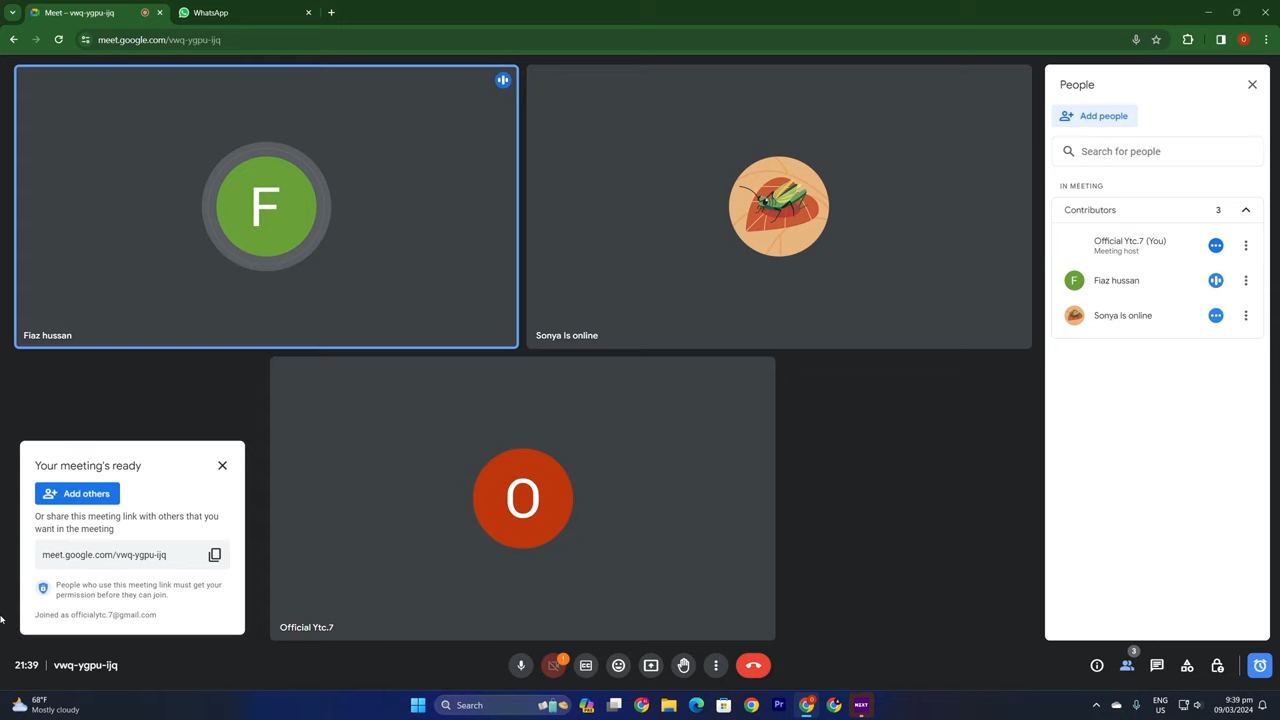 Meet – vwq-ygpu-ijq
WhatsApp
meet.google.com/vwq-ygpu-ijq
O
F
Fiaz hussan
Sonya Is online
O
Official Ytc.7
People
Add people
Search for people
IN MEETING
Contributors
3
Official Ytc.7 (You)
Meeting host
F
Fiaz hussan
Sonya Is online
Your meeting's ready
Add others
Or share this meeting link with others that you
want in the meeting
meet.google.com/vwq-ygpu-ijq
People who use this meeting link must get your
permission before they can join.
Joined as officialytc.7@gmail.com
21:39
vwq-ygpu-ijq
1
3
68°F
Mostly cloudy
Search
Pr
NEXT
ENG
US
9:39 pm
09/03/2024